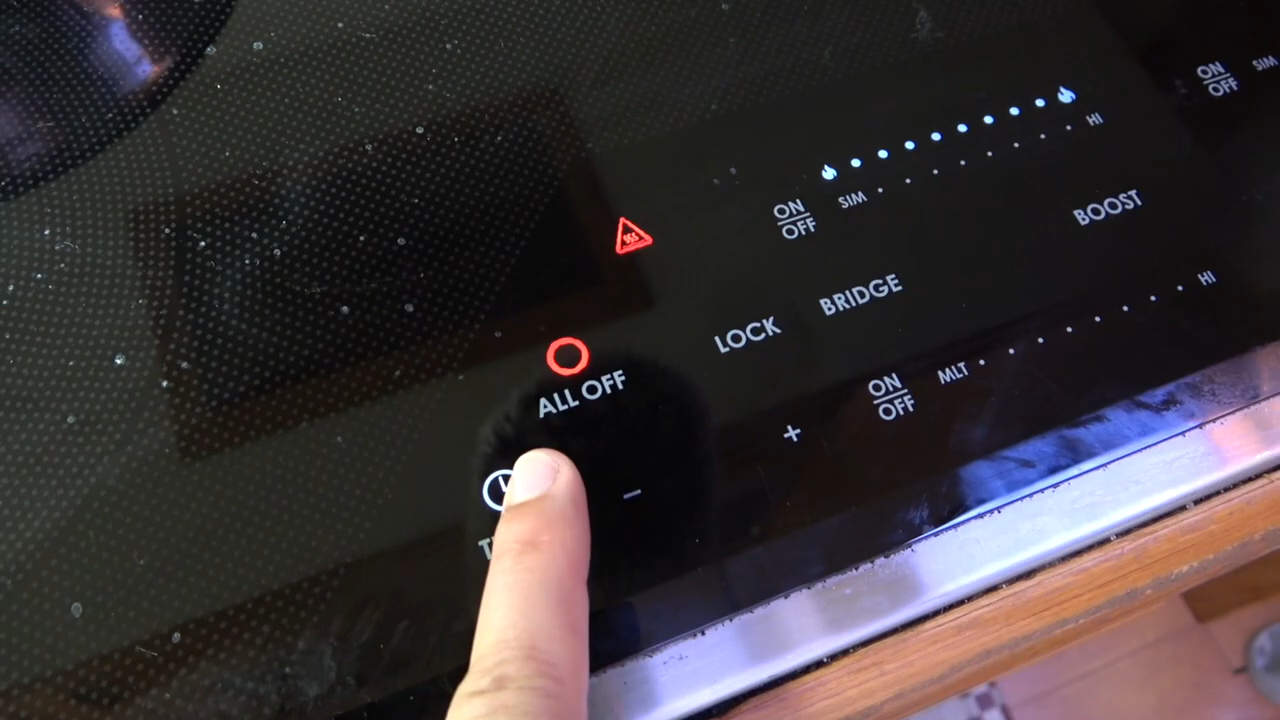 ON
OFF
SIM
HI
ON
OFF
SIM
BOOST
BRIDGE
LOCK
ALL OFF
HI
MLT
ON
OFF
+
−